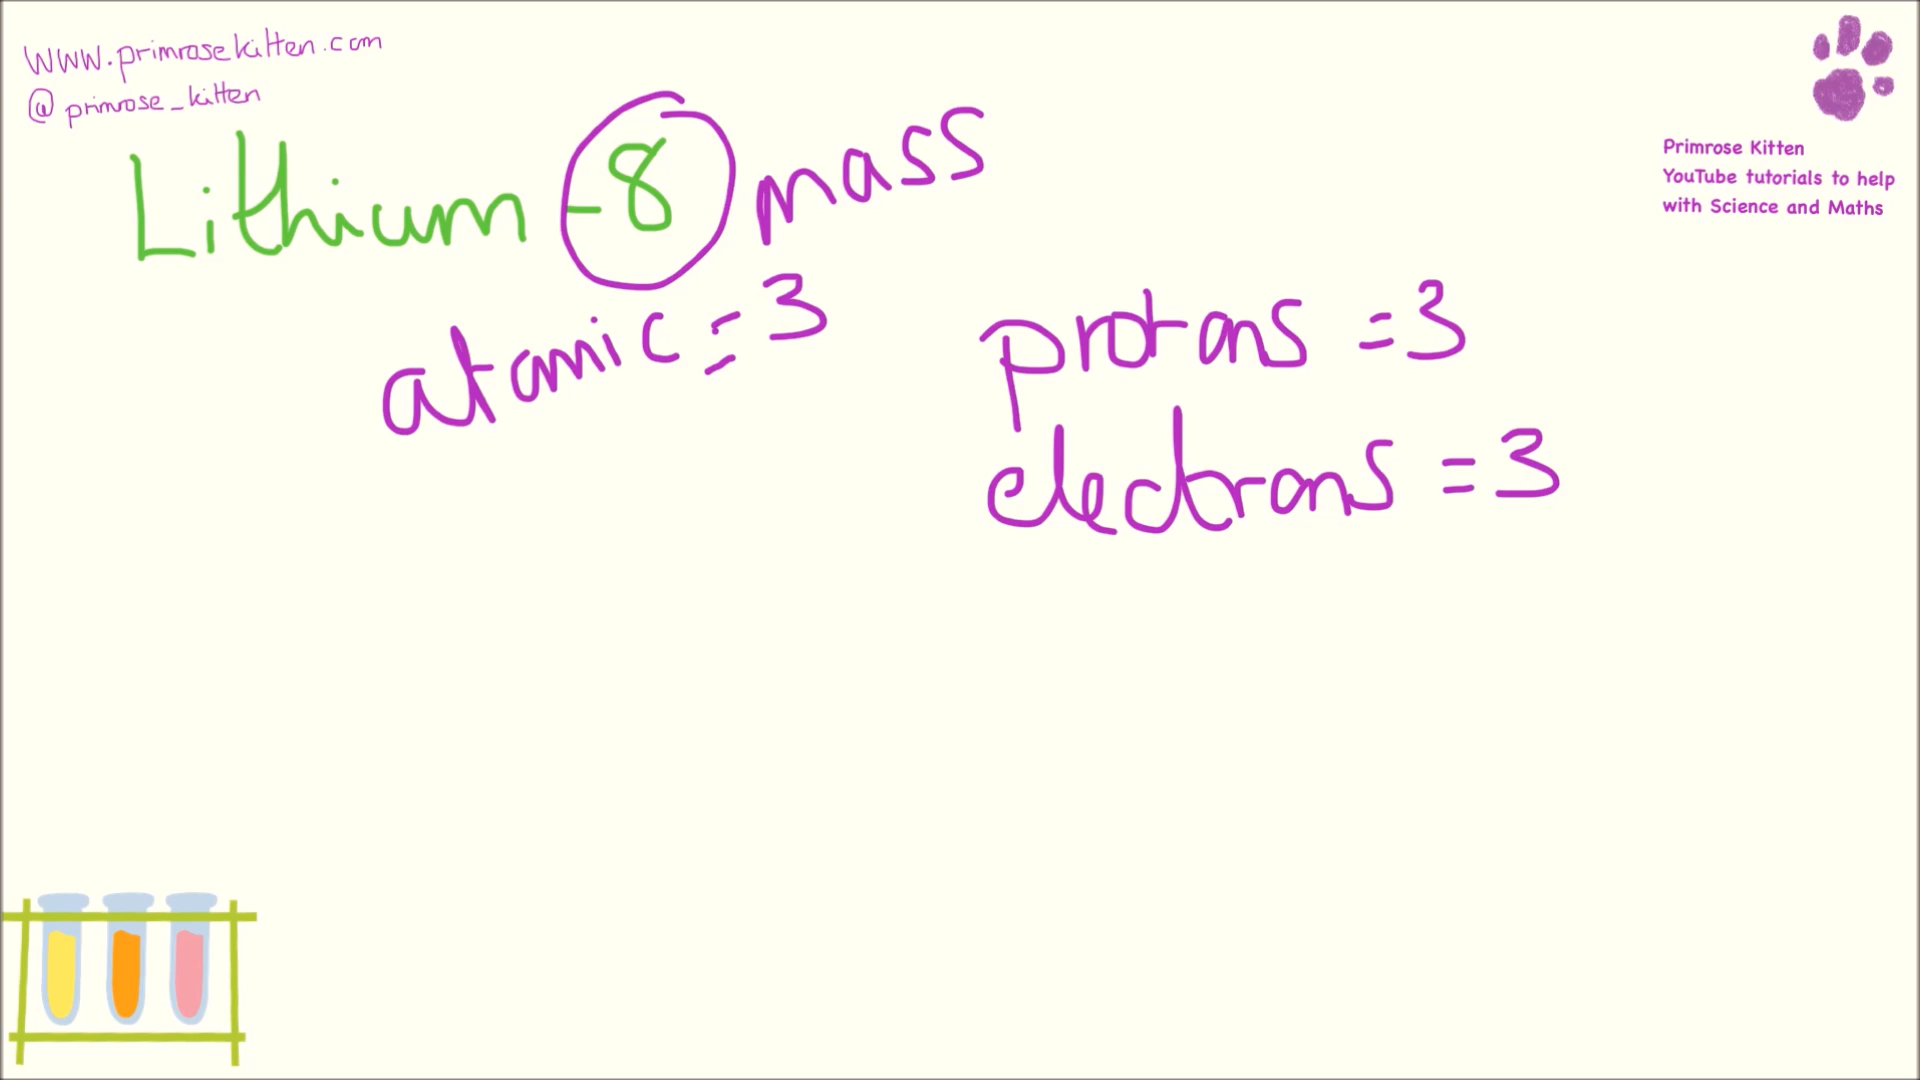 www.primrosekitten.com
@primrose_kitten
Lithium -8 mass
atomic = 3
protons = 3
electrons = 3
Primrose Kitten
YouTube tutorials to help
with Science and Maths